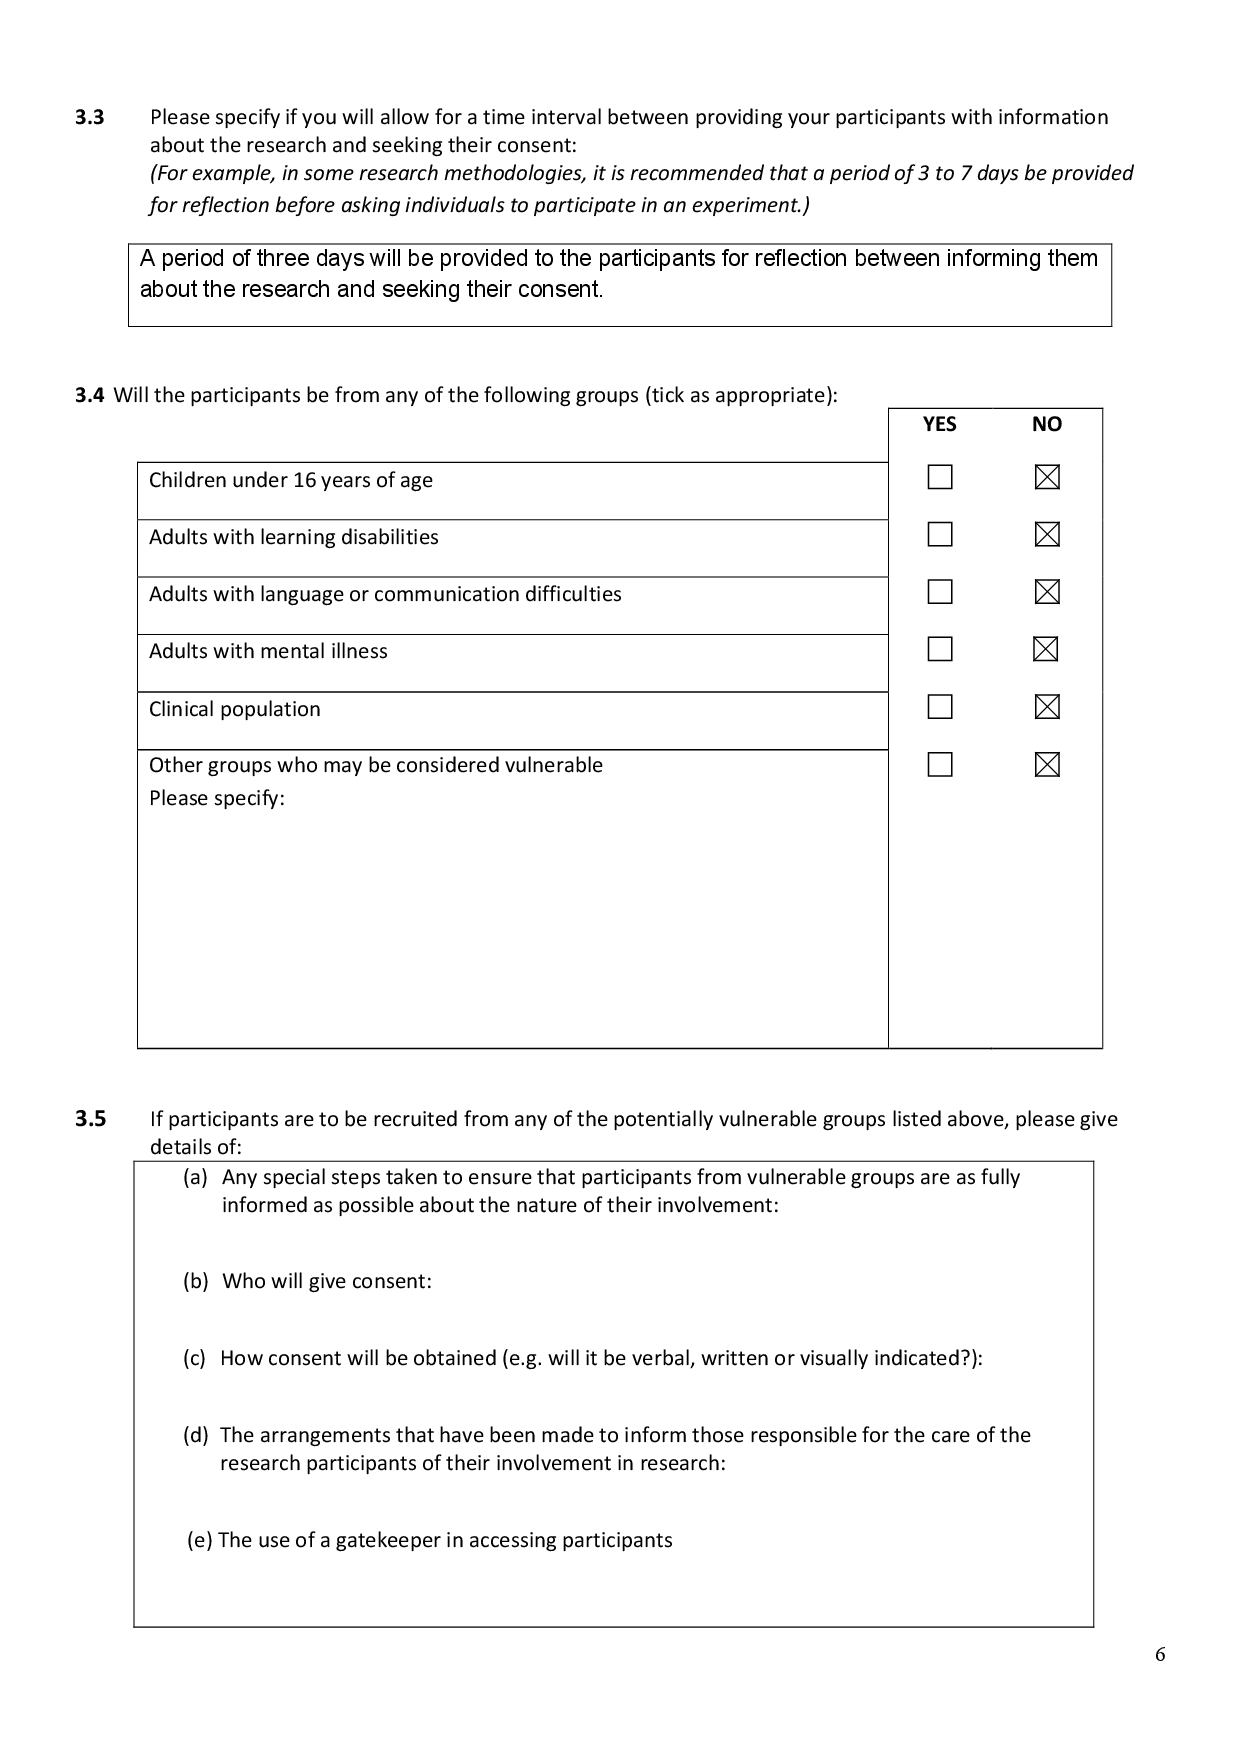 3.3 Please specify if you will allow for a time interval between providing your participants with information
about the research and seeking their consent:
(For example, in some research methodologies, it is recommended that a period of 3 to 7 days be provided
for reflection before asking individuals to participate in an experiment.)
A period of three days will be provided to the participants for reflection between informing them
about the research and seeking their consent.
3.4 Will the participants be from any of the following groups (tick as appropriate):
YES NO
Children under 16 years of age
Adults with learning disabilities
Adults with language or communication difficulties
Adults with mental illness
Clinical population
Other groups who may be considered vulnerable
Please specify:
3.5 If participants are to be recruited from any of the potentially vulnerable groups listed above, please give
details of:
(a) Any special steps taken to ensure that participants from vulnerable groups are as fully
informed as possible about the nature of their involvement:
(b) Who will give consent:
(c) How consent will be obtained (e.g. will it be verbal, written or visually indicated?):
(d) The arrangements that have been made to inform those responsible for the care of the
research participants of their involvement in research:
(e) The use of a gatekeeper in accessing participants
6